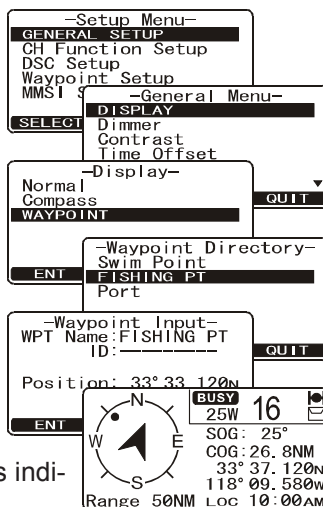 –Setup Menu–
GENERAL SETUP
CH Function Setup
DSC Setup
Waypoint Setup
MMSI S
SELECT
–General Menu–
DISPLAY
Dimmer
Contrast
Time Offset
QUIT
–Display–
Normal
Compass
WAYPOINT
ENT
–Waypoint Directory–
Swim Point
FISHING PT
Port
QUIT
–Waypoint Input–
WPT Name:FISHING PT
ID:–––––––––
Position: 33°33.120N
ENT
N
W E
S
Range 50NM
BUSY
25W 16
SOG: 25°
COG:26.8NM
33°37.120N
118°09.580W
LOC 10:00AM
s indi-